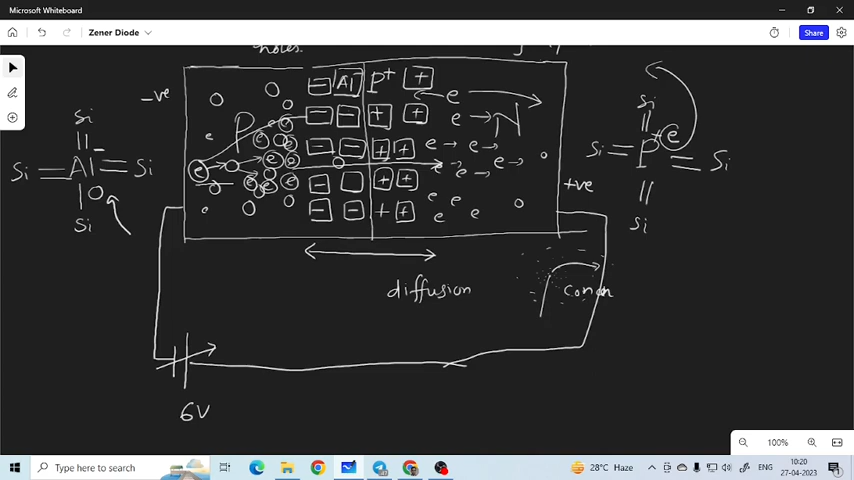 Microsoft Whiteboard
Zener Diode
Share
holes.
-ve
- Al P+ +
e
- - + + e → N
P
e
- - + + e → e →
e
- + + +ve
- - + +
Si
Si = Al = Si
Si
Si
Si = P+ e = Si
Si
diffusion
6V
100%
Type here to search
28°C Haze
ENG
10:20
27-04-2023